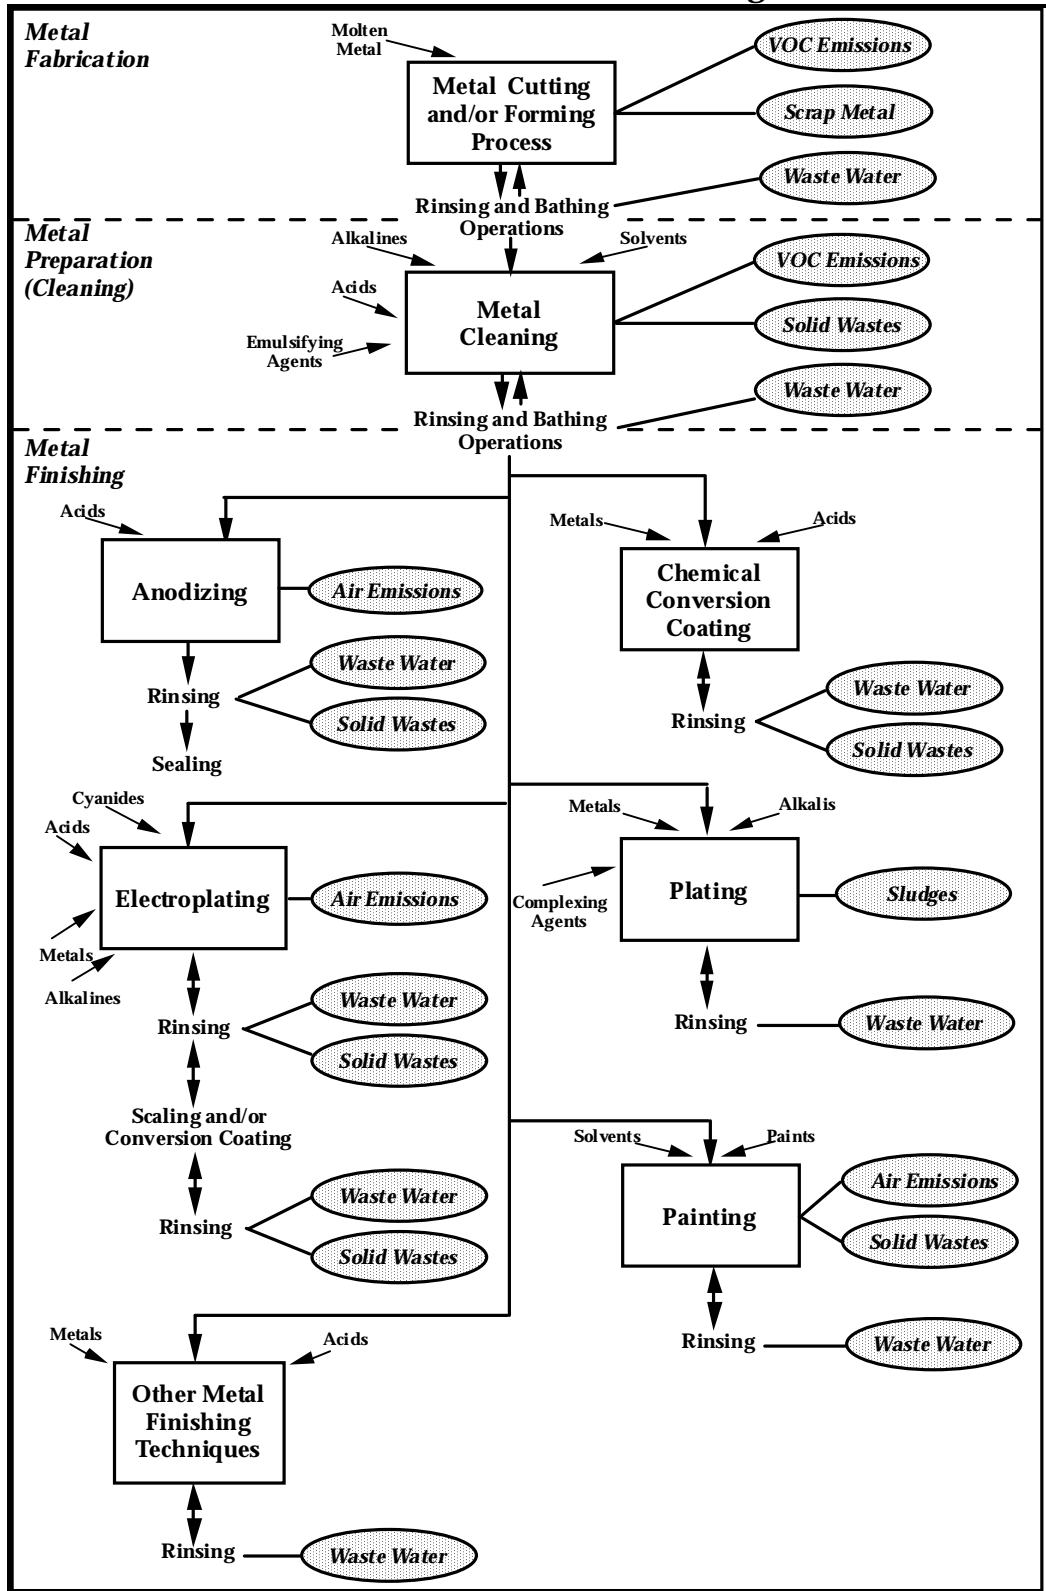 Metal
Fabrication
Molten
Metal
VOC Emissions
Metal Cutting
and/or Forming
Process
Scrap Metal
Waste Water
Rinsing and Bathing
Operations
Metal
Preparation
(Cleaning)
Alkalines
Solvents
VOC Emissions
Acids
Metal
Cleaning
Solid Wastes
Emulsifying
Agents
Waste Water
Rinsing and Bathing
Operations
Metal
Finishing
Acids
Anodizing
Air Emissions
Waste Water
Rinsing
Solid Wastes
Sealing
Metals
Acids
Chemical
Conversion
Coating
Waste Water
Rinsing
Solid Wastes
Cyanides
Acids
Electroplating
Air Emissions
Metals
Alkalines
Waste Water
Rinsing
Solid Wastes
Scaling and/or
Conversion Coating
Waste Water
Rinsing
Solid Wastes
Metals
Alkalis
Plating
Sludges
Complexing
Agents
Rinsing
Waste Water
Solvents
Paints
Painting
Air Emissions
Solid Wastes
Rinsing
Waste Water
Metals
Acids
Other Metal
Finishing
Techniques
Rinsing
Waste Water